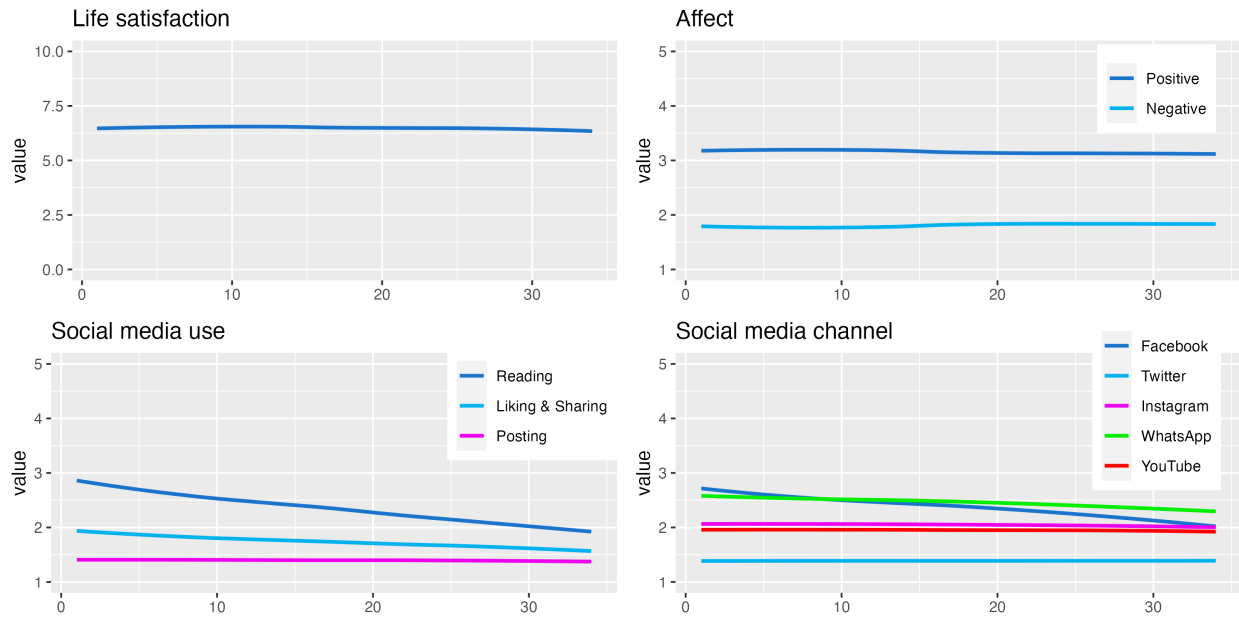 Life satisfaction
value
10.0
7.5
5.0
2.5
0.0
0 10 20 30
Affect
value
5
4
3
2
1
0 10 20 30
Positive
Negative
Social media use
value
5
4
3
2
1
0 10 20 30
Reading
Liking & Sharing
Posting
Social media channel
value
5
4
3
2
1
0 10 20 30
Facebook
Twitter
Instagram
WhatsApp
YouTube